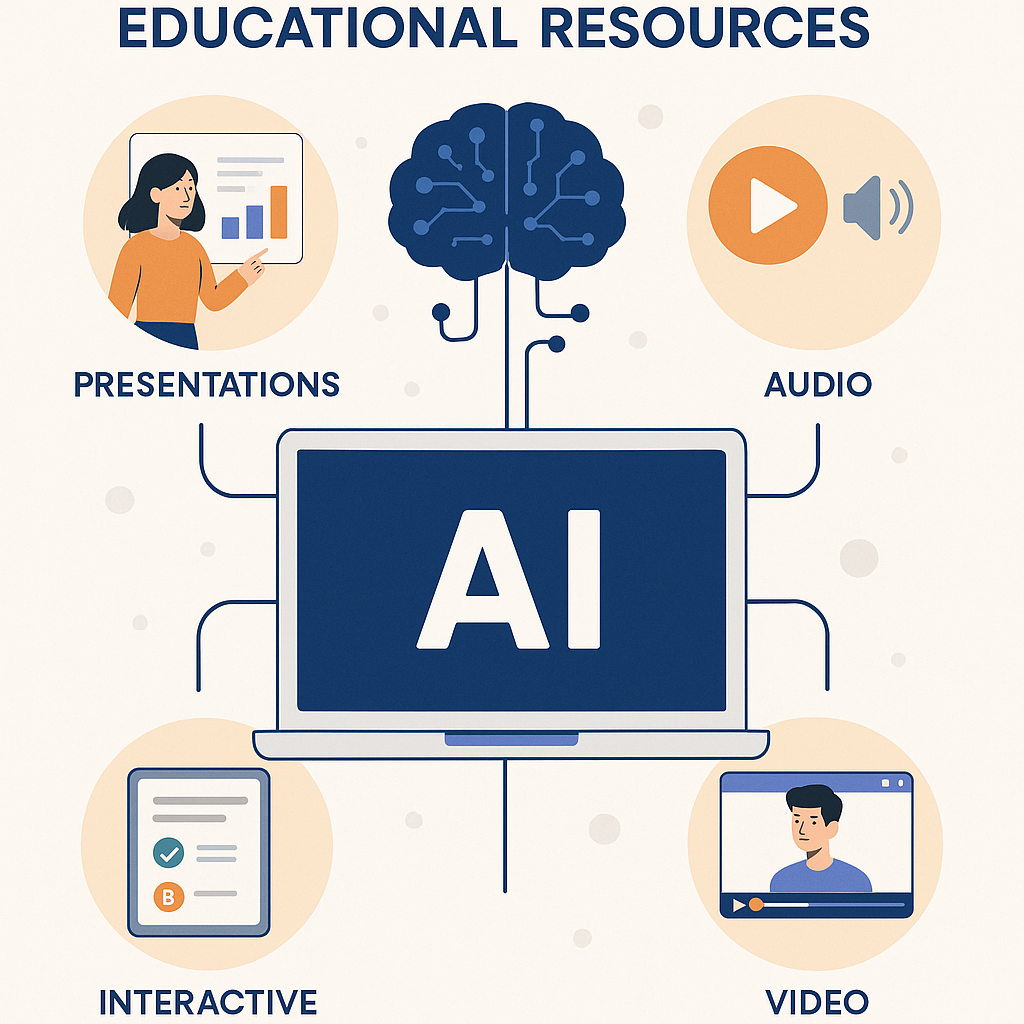 EDUCATIONAL RESOURCES
PRESENTATIONS
AUDIO
AI
B
INTERACTIVE
VIDEO